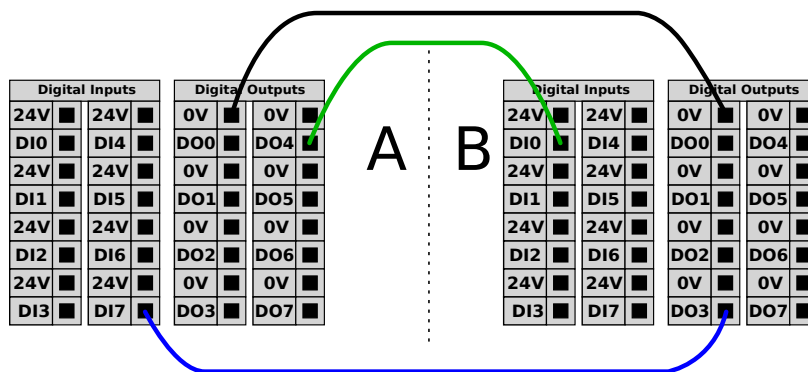 Digital Inputs Digital Outputs Digital Inputs Digital Outputs
24V 24V 0V 0V 24V 24V 0V 0V
DI0 DI4 DO0 DO4 A B DI0 DI4 DO0 DO4
24V 24V 0V 0V 24V 24V 0V 0V
DI1 DI5 DO1 DO5 DI1 DI5 DO1 DO5
24V 24V 0V 0V 24V 24V 0V 0V
DI2 DI6 DO2 DO6 DI2 DI6 DO2 DO6
24V 24V 0V 0V 24V 24V 0V 0V
DI3 DI7 DO3 DO7 DI3 DI7 DO3 DO7